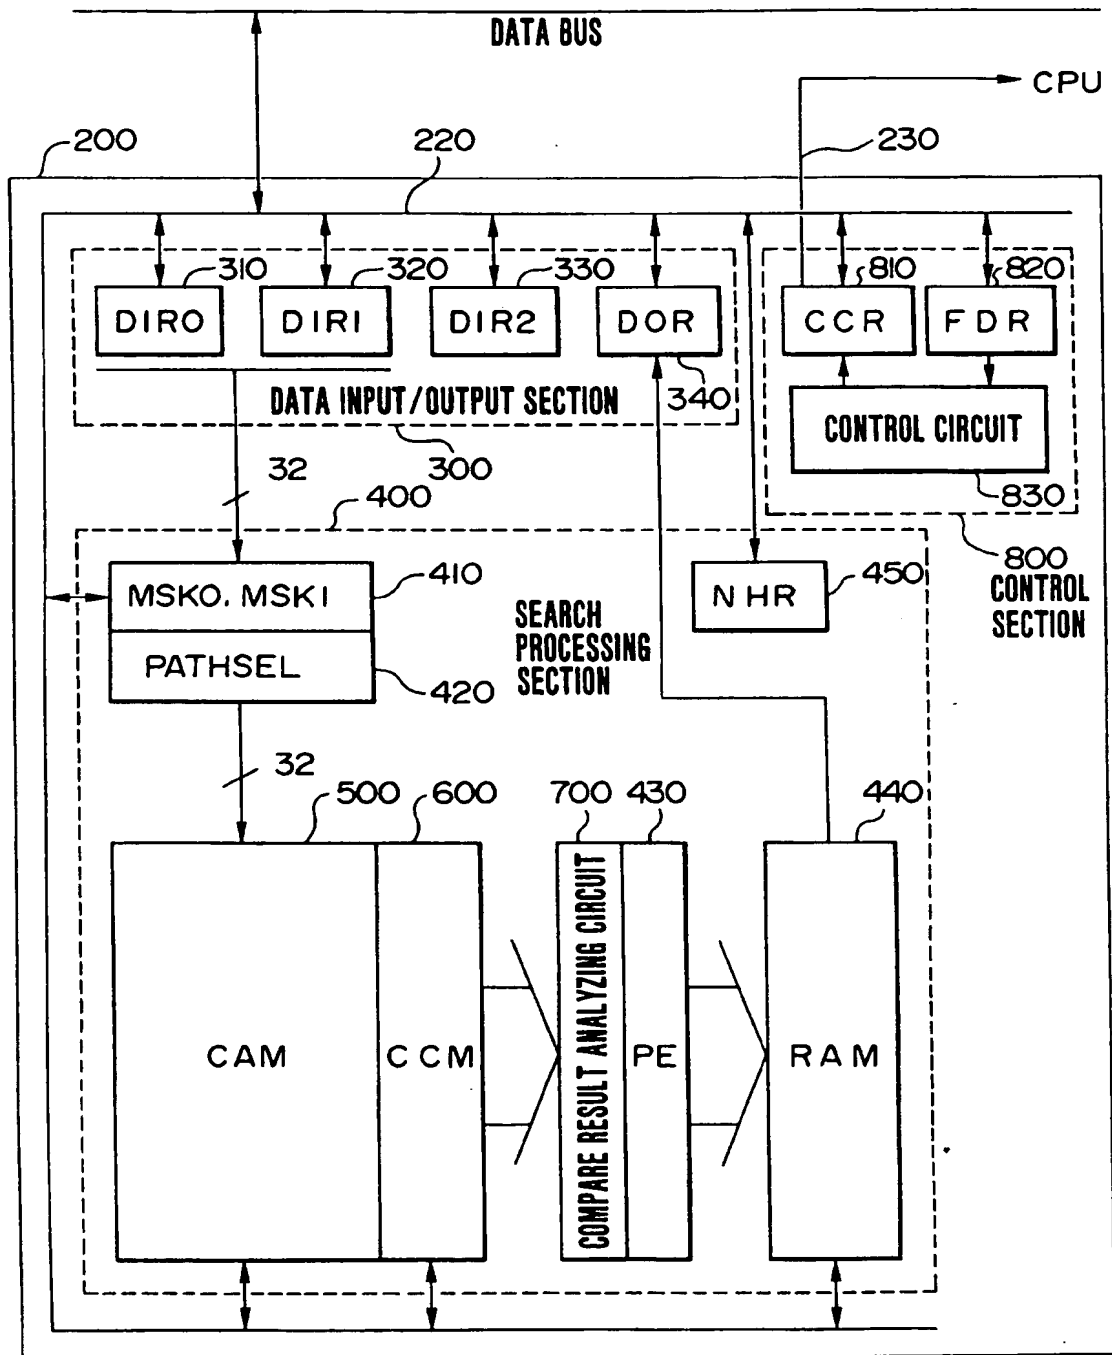 DATA BUS
CPU
200
220
230
310
320
330
810
820
DIR0
DIR1
DIR2
DOR
CCR
FDR
340
DATA INPUT/OUTPUT SECTION
CONTROL CIRCUIT
300
830
32
400
800
CONTROL
SECTION
MSK0, MSK1
410
NHR
450
SEARCH
PROCESSING
SECTION
PATHSEL
420
32
500
600
700
430
440
CAM
CCM
COMPARE RESULT ANALYZING CIRCUIT
PE
RAM